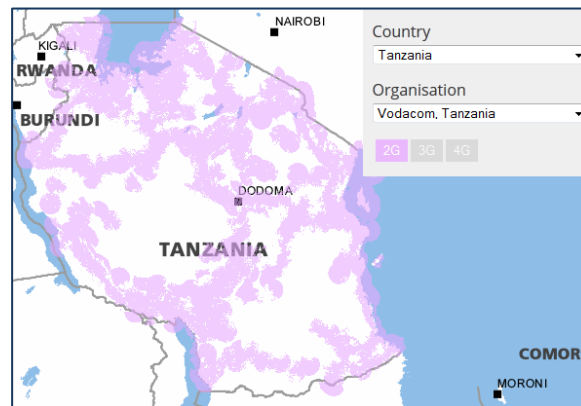 NAIROBI
KIGALI
RWANDA
BURUNDI
DODOMA
TANZANIA
COMOR
MORONI
Country
Tanzania
Organisation
Vodacom, Tanzania
2G 3G 4G